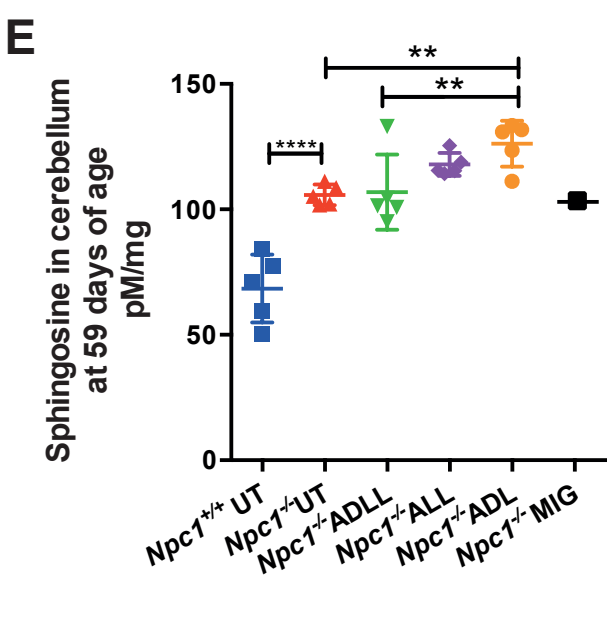 E
**
**
****
150
100
50
0
Sphingosine in cerebellum
at 59 days of age
pM/mg
Npc1+/+ UT
Npc1-/-UT
Npc1-/-ADLL
Npc1-/-ALL
Npc1-/-ADL
Npc1-/- MIG